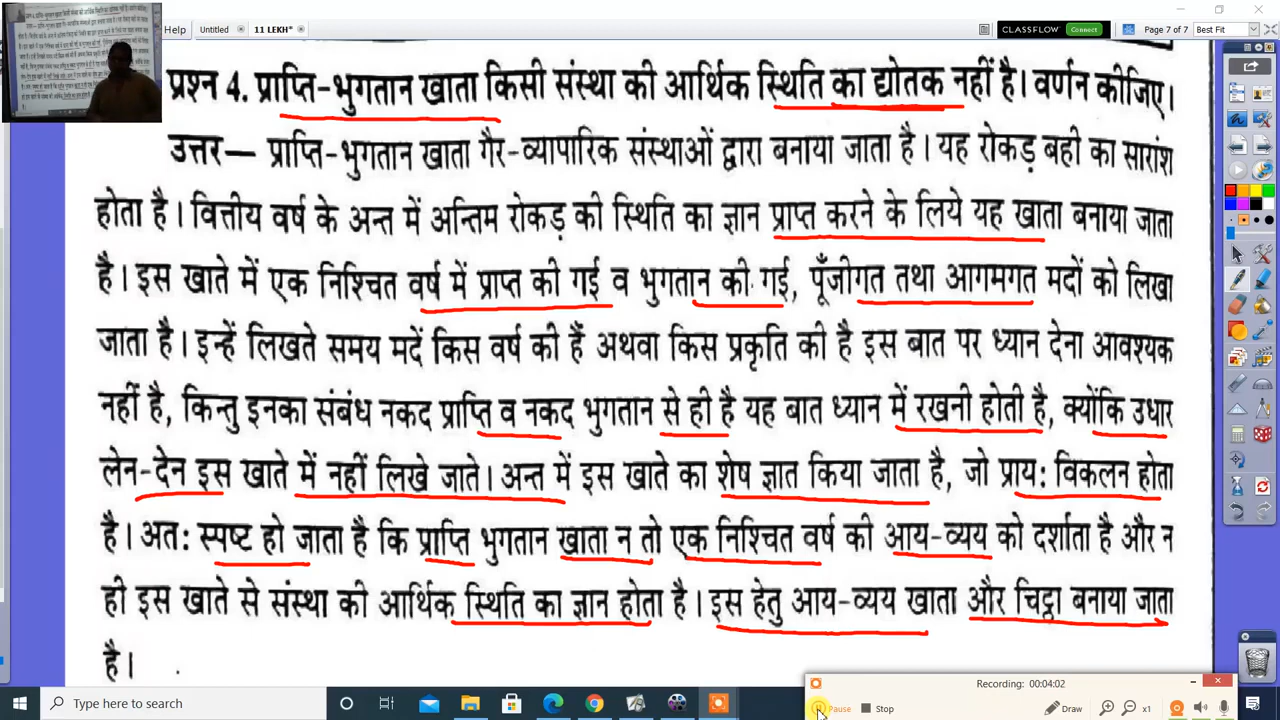 Help Untitled 11 LEKH* CLASSFLOW Connect Page 7 of 7 Best Fit
प्रश्न 4. प्राप्ति-भुगतान खाता किसी संस्था की आर्थिक स्थिति का द्योतक नहीं है। वर्णन कीजिए।
उत्तर— प्राप्ति-भुगतान खाता गैर-व्यापारिक संस्थाओं द्वारा बनाया जाता है। यह रोकड़ बही का सारांश
होता है। वित्तीय वर्ष के अन्त में अन्तिम रोकड़ की स्थिति का ज्ञान प्राप्त करने के लिये यह खाता बनाया जाता
है। इस खाते में एक निश्चित वर्ष में प्राप्त की गई व भुगतान की गई, पूँजीगत तथा आगमगत मदों को लिखा
जाता है। इन्हें लिखते समय मदें किस वर्ष की हैं अथवा किस प्रकृति की है इस बात पर ध्यान देना आवश्यक
नहीं है, किन्तु इनका संबंध नकद प्राप्ति व नकद भुगतान से ही है यह बात ध्यान में रखनी होती है, क्योंकि उधार
लेन-देन इस खाते में नहीं लिखे जाते। अन्त में इस खाते का शेष ज्ञात किया जाता है, जो प्राय: विकलन होता
है। अत: स्पष्ट हो जाता है कि प्राप्ति भुगतान खाता न तो एक निश्चित वर्ष की आय-व्यय को दर्शाता है और न
ही इस खाते से संस्था की आर्थिक स्थिति का ज्ञान होता है। इस हेतु आय-व्यय खाता और चिट्ठा बनाया जाता
है।
Recording: 00:04:02
Type here to search Pause Stop Draw x1